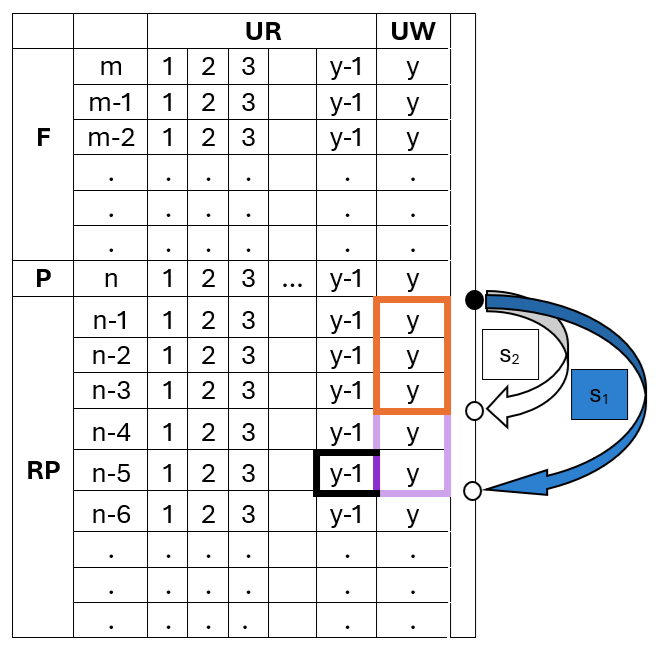 UR UW
m 1 2 3 y-1 y
m-1 1 2 3 y-1 y
F m-2 1 2 3 y-1 y
. . . . . .
. . . . . .
. . . . . .
P n 1 2 3 ... y-1 y
n-1 1 2 3 y-1 y
n-2 1 2 3 y-1 y
s₂
n-3 1 2 3 y-1 y
s₁
n-4 1 2 3 y-1 y
RP n-5 1 2 3 y-1 y
n-6 1 2 3 y-1 y
. . . . . .
. . . . . .
. . . . . .